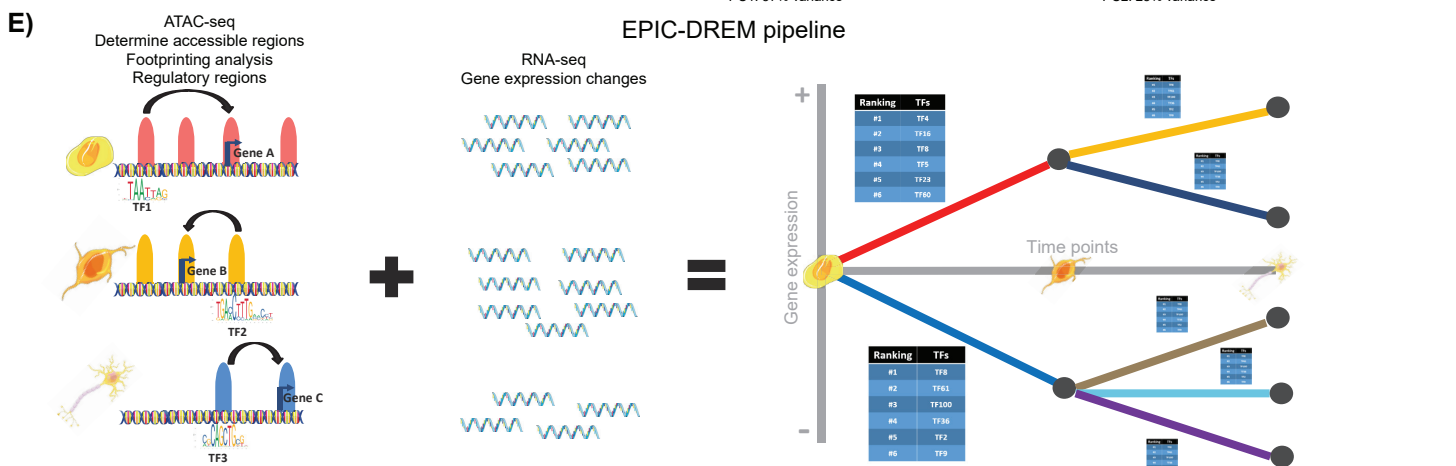 E)
ATAC-seq
Determine accessible regions
Footprinting analysis
Regulatory regions
Gene A
TF1
Gene B
TF2
Gene C
TF3
+
RNA-seq
Gene expression changes
=
EPIC-DREM pipeline
+
Gene expression
-
Ranking TFs
#1 TF4
#2 TF16
#3 TF8
#4 TF5
#5 TF23
#6 TF60
Time points
Ranking TFs
#1 TF8
#2 TF61
#3 TF100
#4 TF36
#5 TF2
#6 TF9